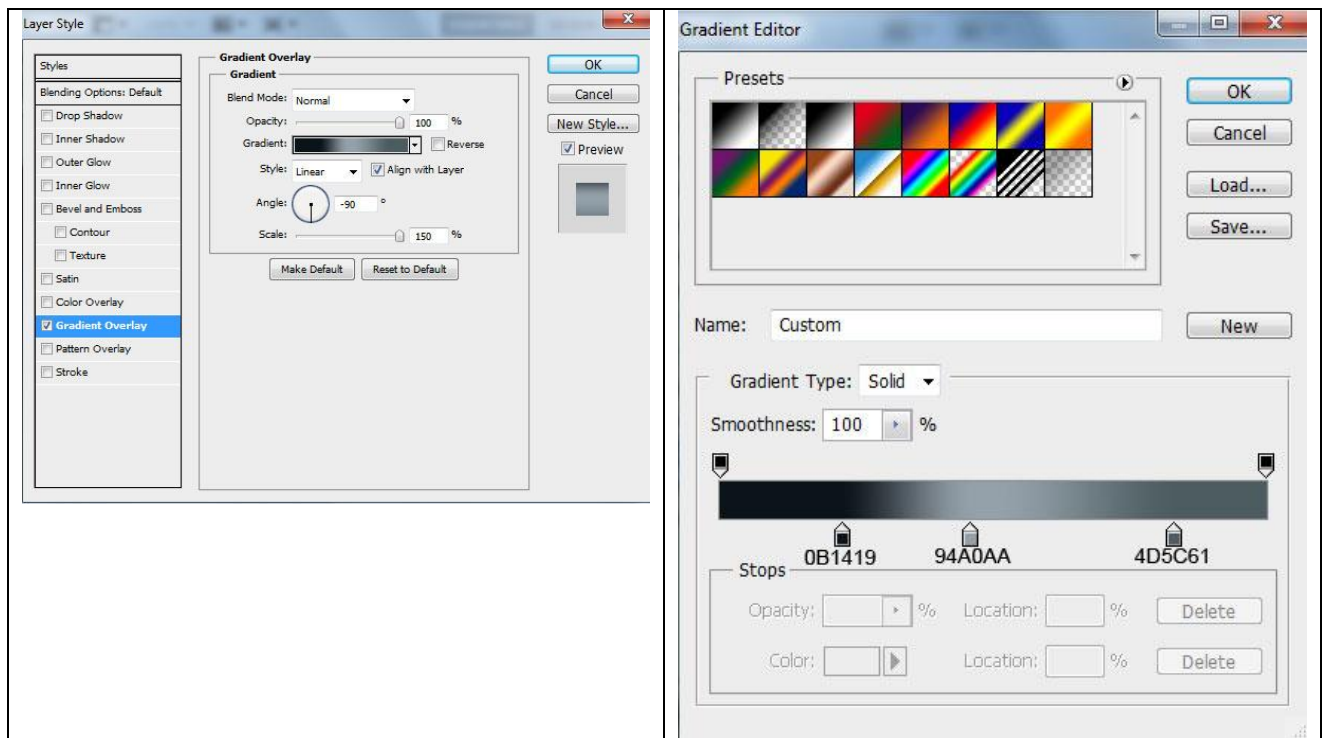 Layer Style
Styles
Blending Options: Default
Drop Shadow
Inner Shadow
Outer Glow
Inner Glow
Bevel and Emboss
Contour
Texture
Satin
Color Overlay
Gradient Overlay
Pattern Overlay
Stroke
Gradient Overlay
Gradient
Blend Mode: Normal
Opacity: 100 %
Gradient: Reverse
Style: Linear Align with Layer
Angle: -90 °
Scale: 150 %
Make Default Reset to Default
OK
Cancel
New Style...
Preview
Gradient Editor
Presets
OK
Cancel
Load...
Save...
Name: Custom New
Gradient Type: Solid
Smoothness: 100 %
0B1419 94A0AA 4D5C61
Stops
Opacity: % Location: % Delete
Color: Location: % Delete